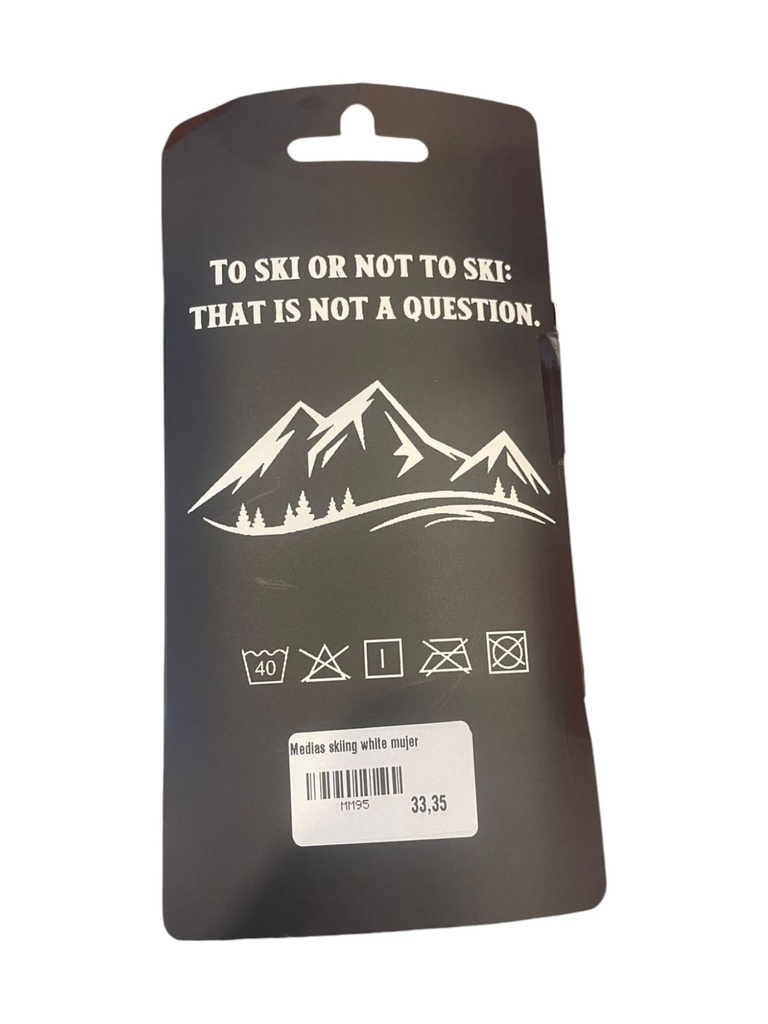 TO SKI OR NOT TO SKI:
THAT IS NOT A QUESTION.
40
Medias skiing white mujer
MM95
33,35